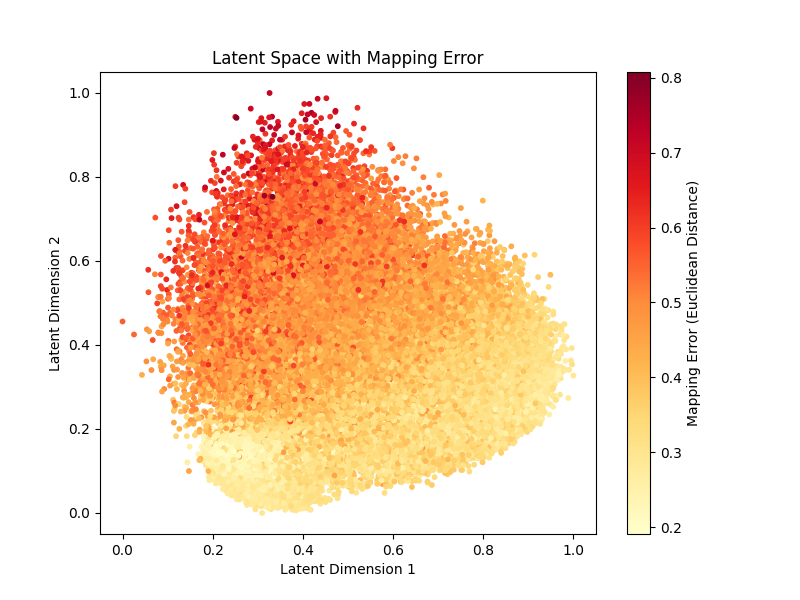 Latent Space with Mapping Error
Latent Dimension 2
1.0
0.8
0.6
0.4
0.2
0.0
0.0 0.2 0.4 0.6 0.8 1.0
Latent Dimension 1
0.8
0.7
0.6
0.5
0.4
0.3
0.2
Mapping Error (Euclidean Distance)